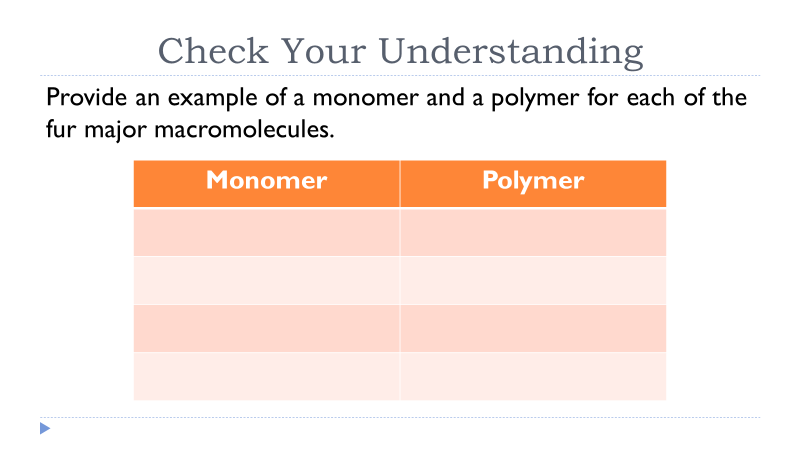 Check Your Understanding
Provide an example of a monomer and a polymer for each of the
fur major macromolecules.
Monomer Polymer